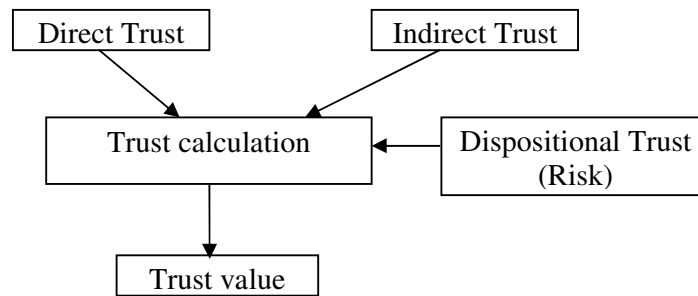 Direct Trust
Indirect Trust
Trust calculation
Dispositional Trust
(Risk)
Trust value